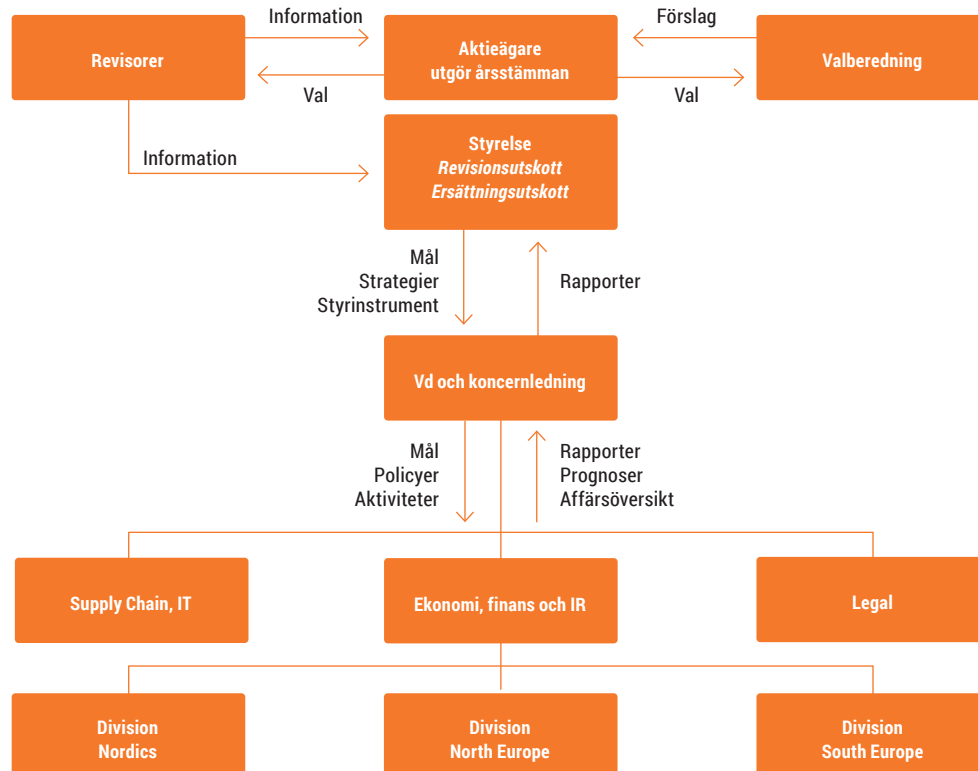 Information
Förslag
Revisorer
Aktieägare
utgör årsstämman
Valberedning
Val
Val
Information
Styrelse
Revisionsutskott
Ersättningsutskott
Mål
Strategier
Styrinstrument
Rapporter
Vd och koncernledning
Mål
Policyer
Aktiviteter
Rapporter
Prognoser
Affärsöversikt
Supply Chain, IT
Ekonomi, finans och IR
Legal
Division
Nordics
Division
North Europe
Division
South Europe